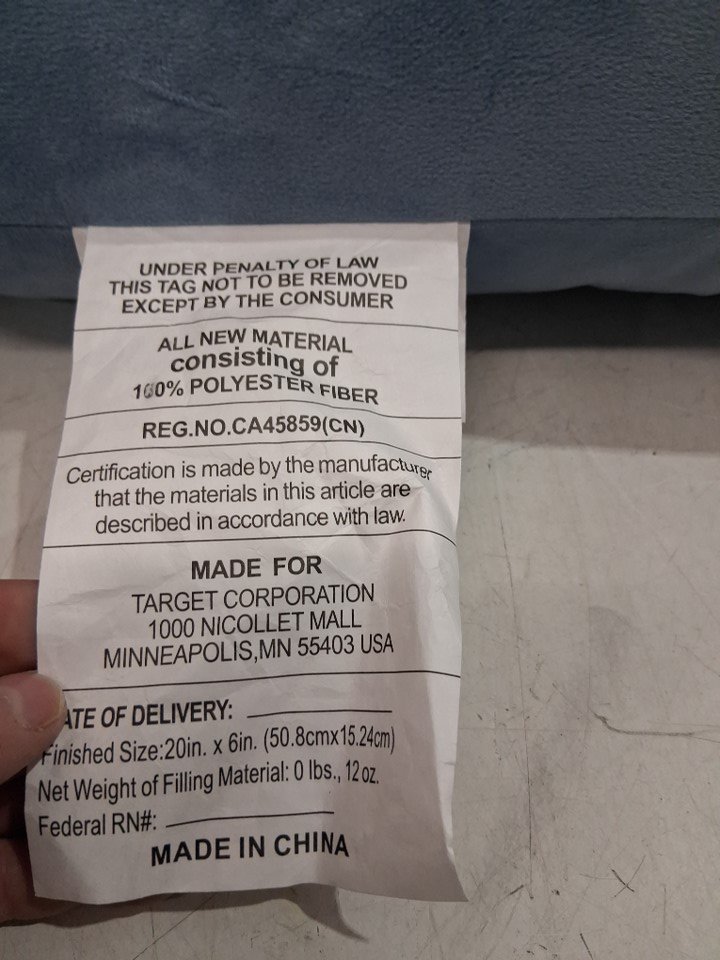 UNDER PENALTY OF LAW
THIS TAG NOT TO BE REMOVED
EXCEPT BY THE CONSUMER
ALL NEW MATERIAL
consisting of
100% POLYESTER FIBER
REG.NO.CA45859(CN)
Certification is made by the manufacturer
that the materials in this article are
described in accordance with law.
MADE FOR
TARGET CORPORATION
1000 NICOLLET MALL
MINNEAPOLIS,MN 55403 USA
ATE OF DELIVERY:
Finished Size:20in. x 6in. (50.8cmx15.24cm)
Net Weight of Filling Material: 0 lbs., 12 oz.
Federal RN#:
MADE IN CHINA